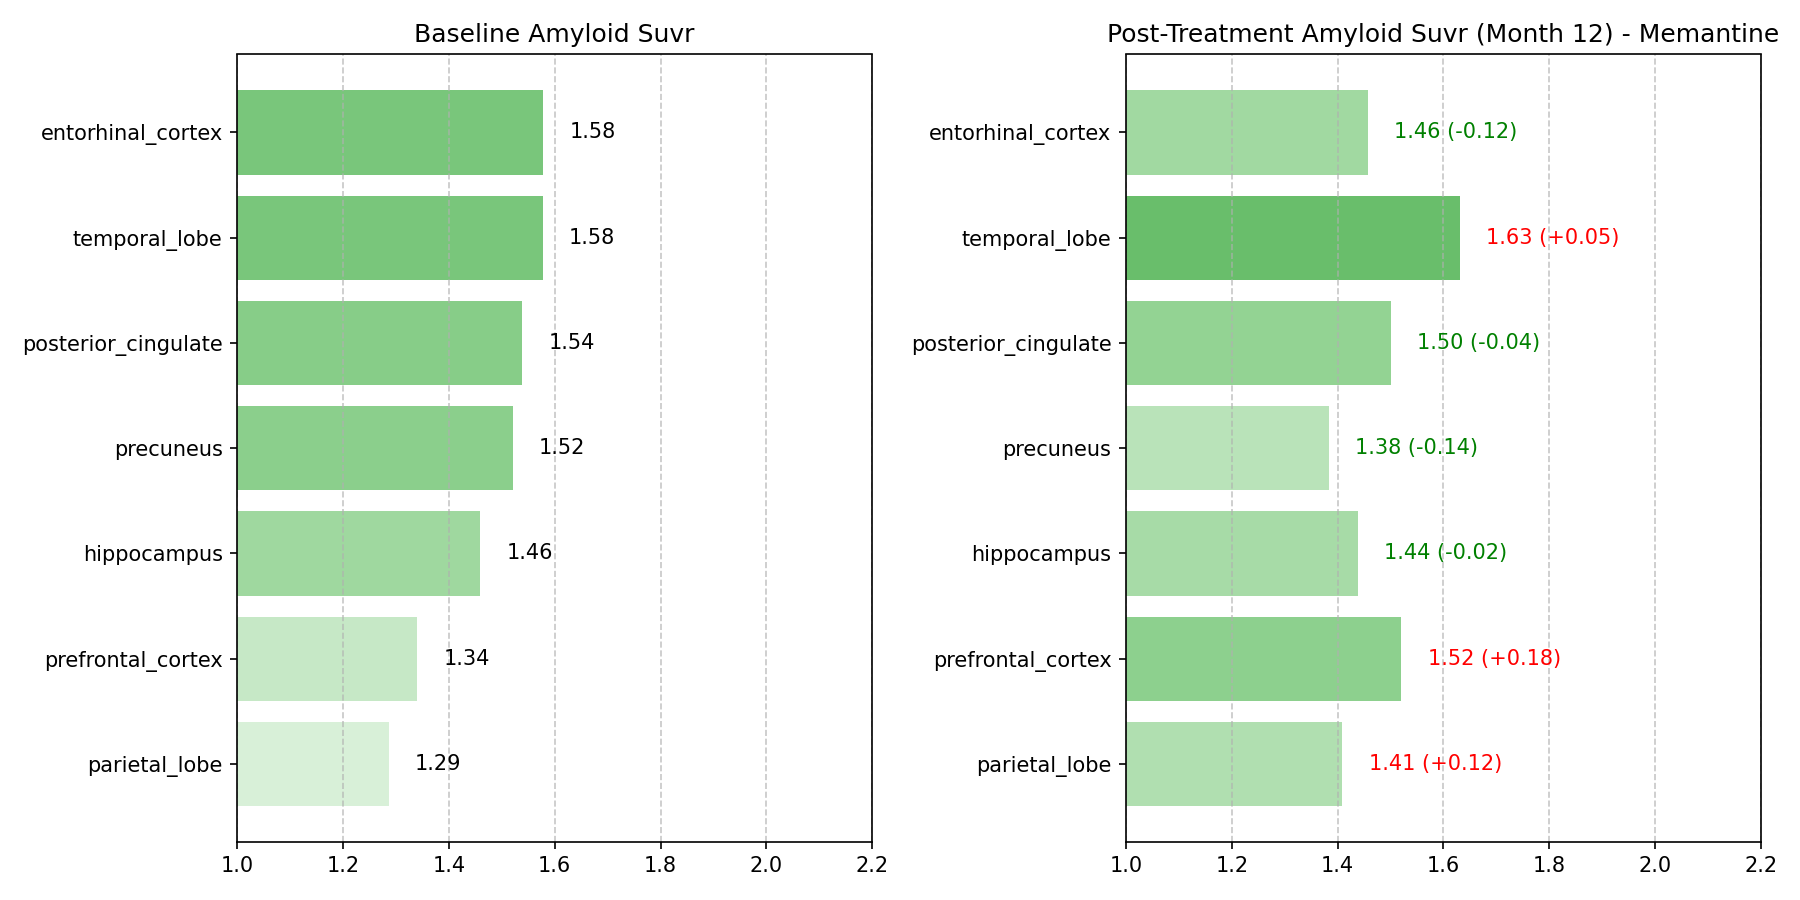 Baseline Amyloid Suvr
entorhinal_cortex 1.58
temporal_lobe 1.58
posterior_cingulate 1.54
precuneus 1.52
hippocampus 1.46
prefrontal_cortex 1.34
parietal_lobe 1.29
1.0 1.2 1.4 1.6 1.8 2.0 2.2
Post-Treatment Amyloid Suvr (Month 12) - Memantine
entorhinal_cortex 1.46 (-0.12)
temporal_lobe 1.63 (+0.05)
posterior_cingulate 1.50 (-0.04)
precuneus 1.38 (-0.14)
hippocampus 1.44 (-0.02)
prefrontal_cortex 1.52 (+0.18)
parietal_lobe 1.41 (+0.12)
1.0 1.2 1.4 1.6 1.8 2.0 2.2